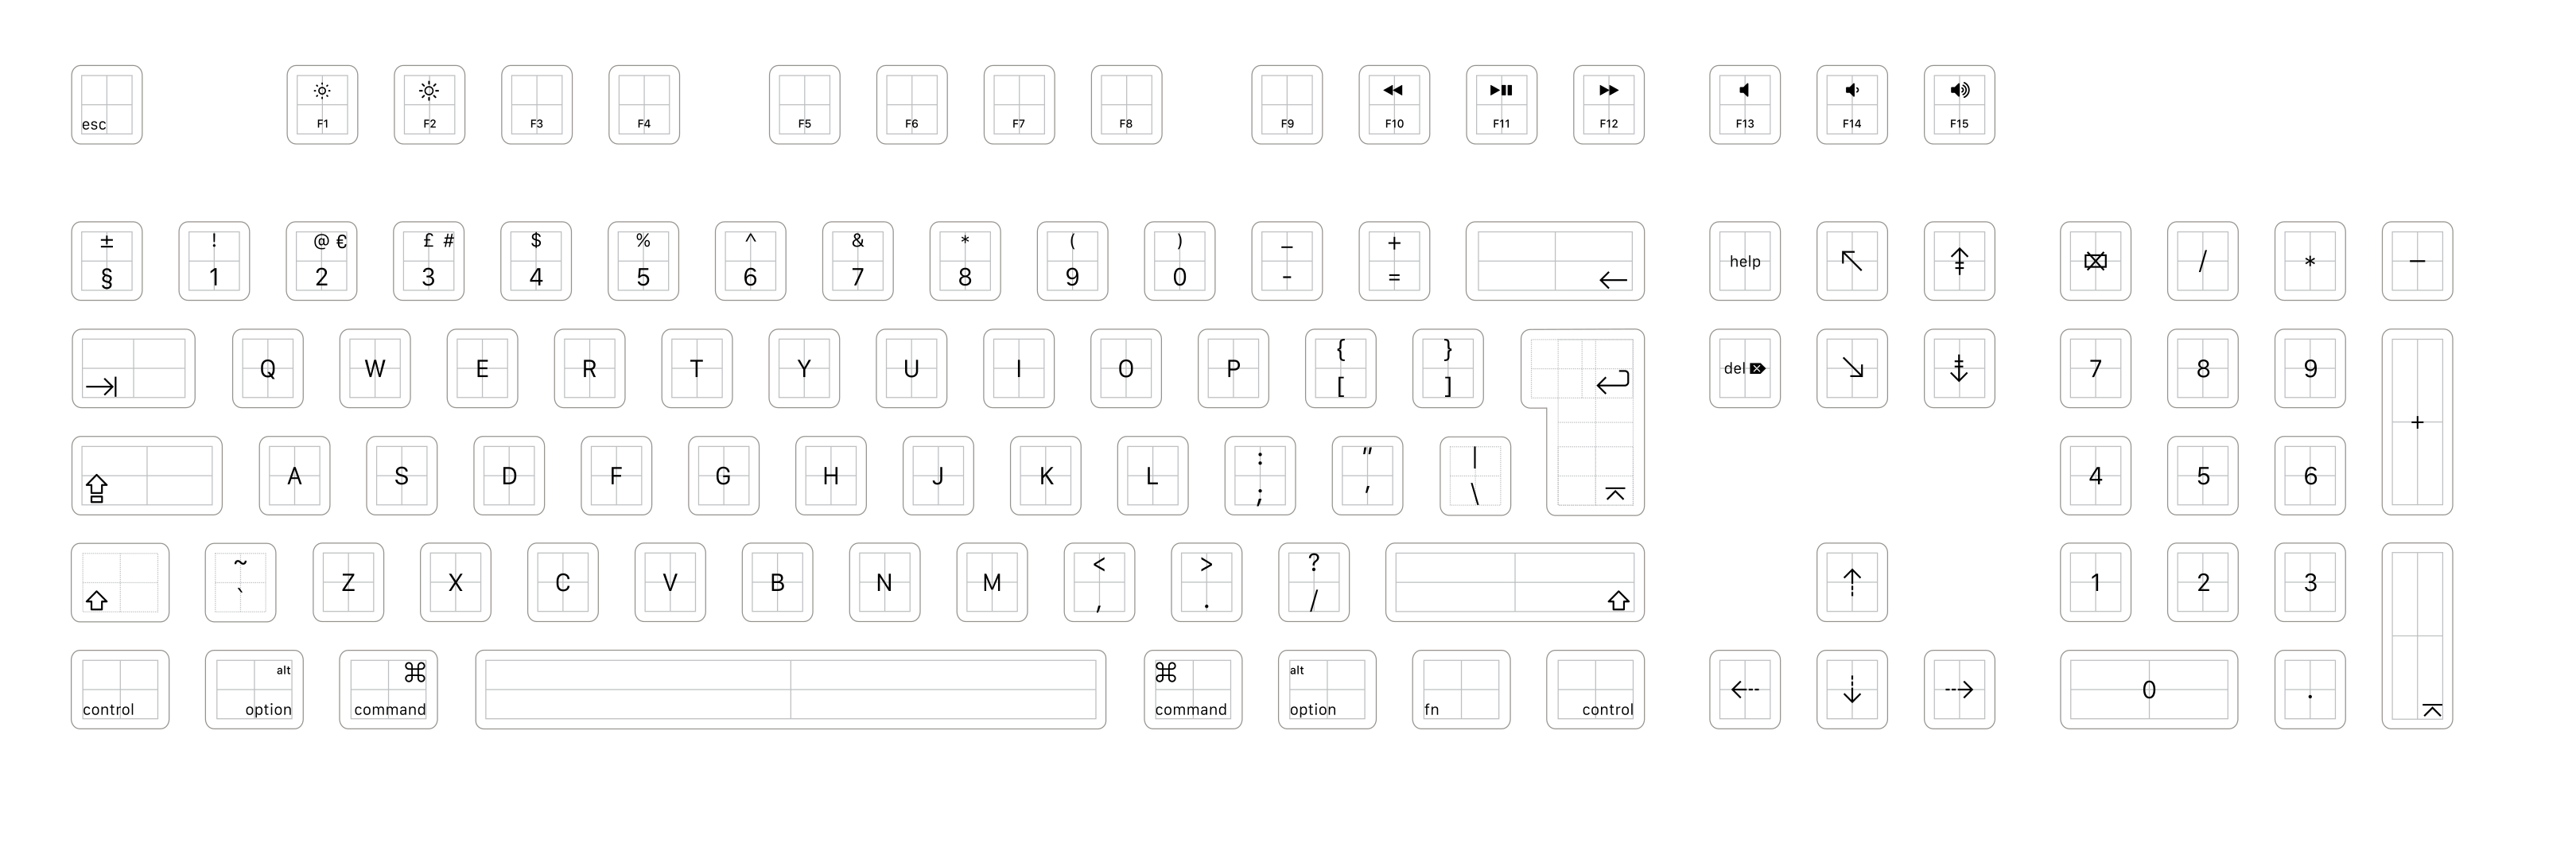 esc F1 F2 F3 F4 F5 F6 F7 F8 F9 F10 F11 F12 F13 F14 F15
± ! @ € £ # $ % ^ & * ( ) _ +
§ 1 2 3 4 5 6 7 8 9 0 - = ← help ↖ ⇞ ⌧ / * −
{ }
→| Q W E R T Y U I O P [ ] ↩ del ⌦ ↘ ⇟ 7 8 9 +
: " |
⇪ A S D F G H J K L ; ' \ ⌤ 4 5 6
~ < > ?
⇧ ` Z X C V B N M , . / ⇧ ⇡ 1 2 3
alt ⌘ ⌘ alt
control option command command option fn control ⇠ ⇣ ⇢ 0 . ⌤